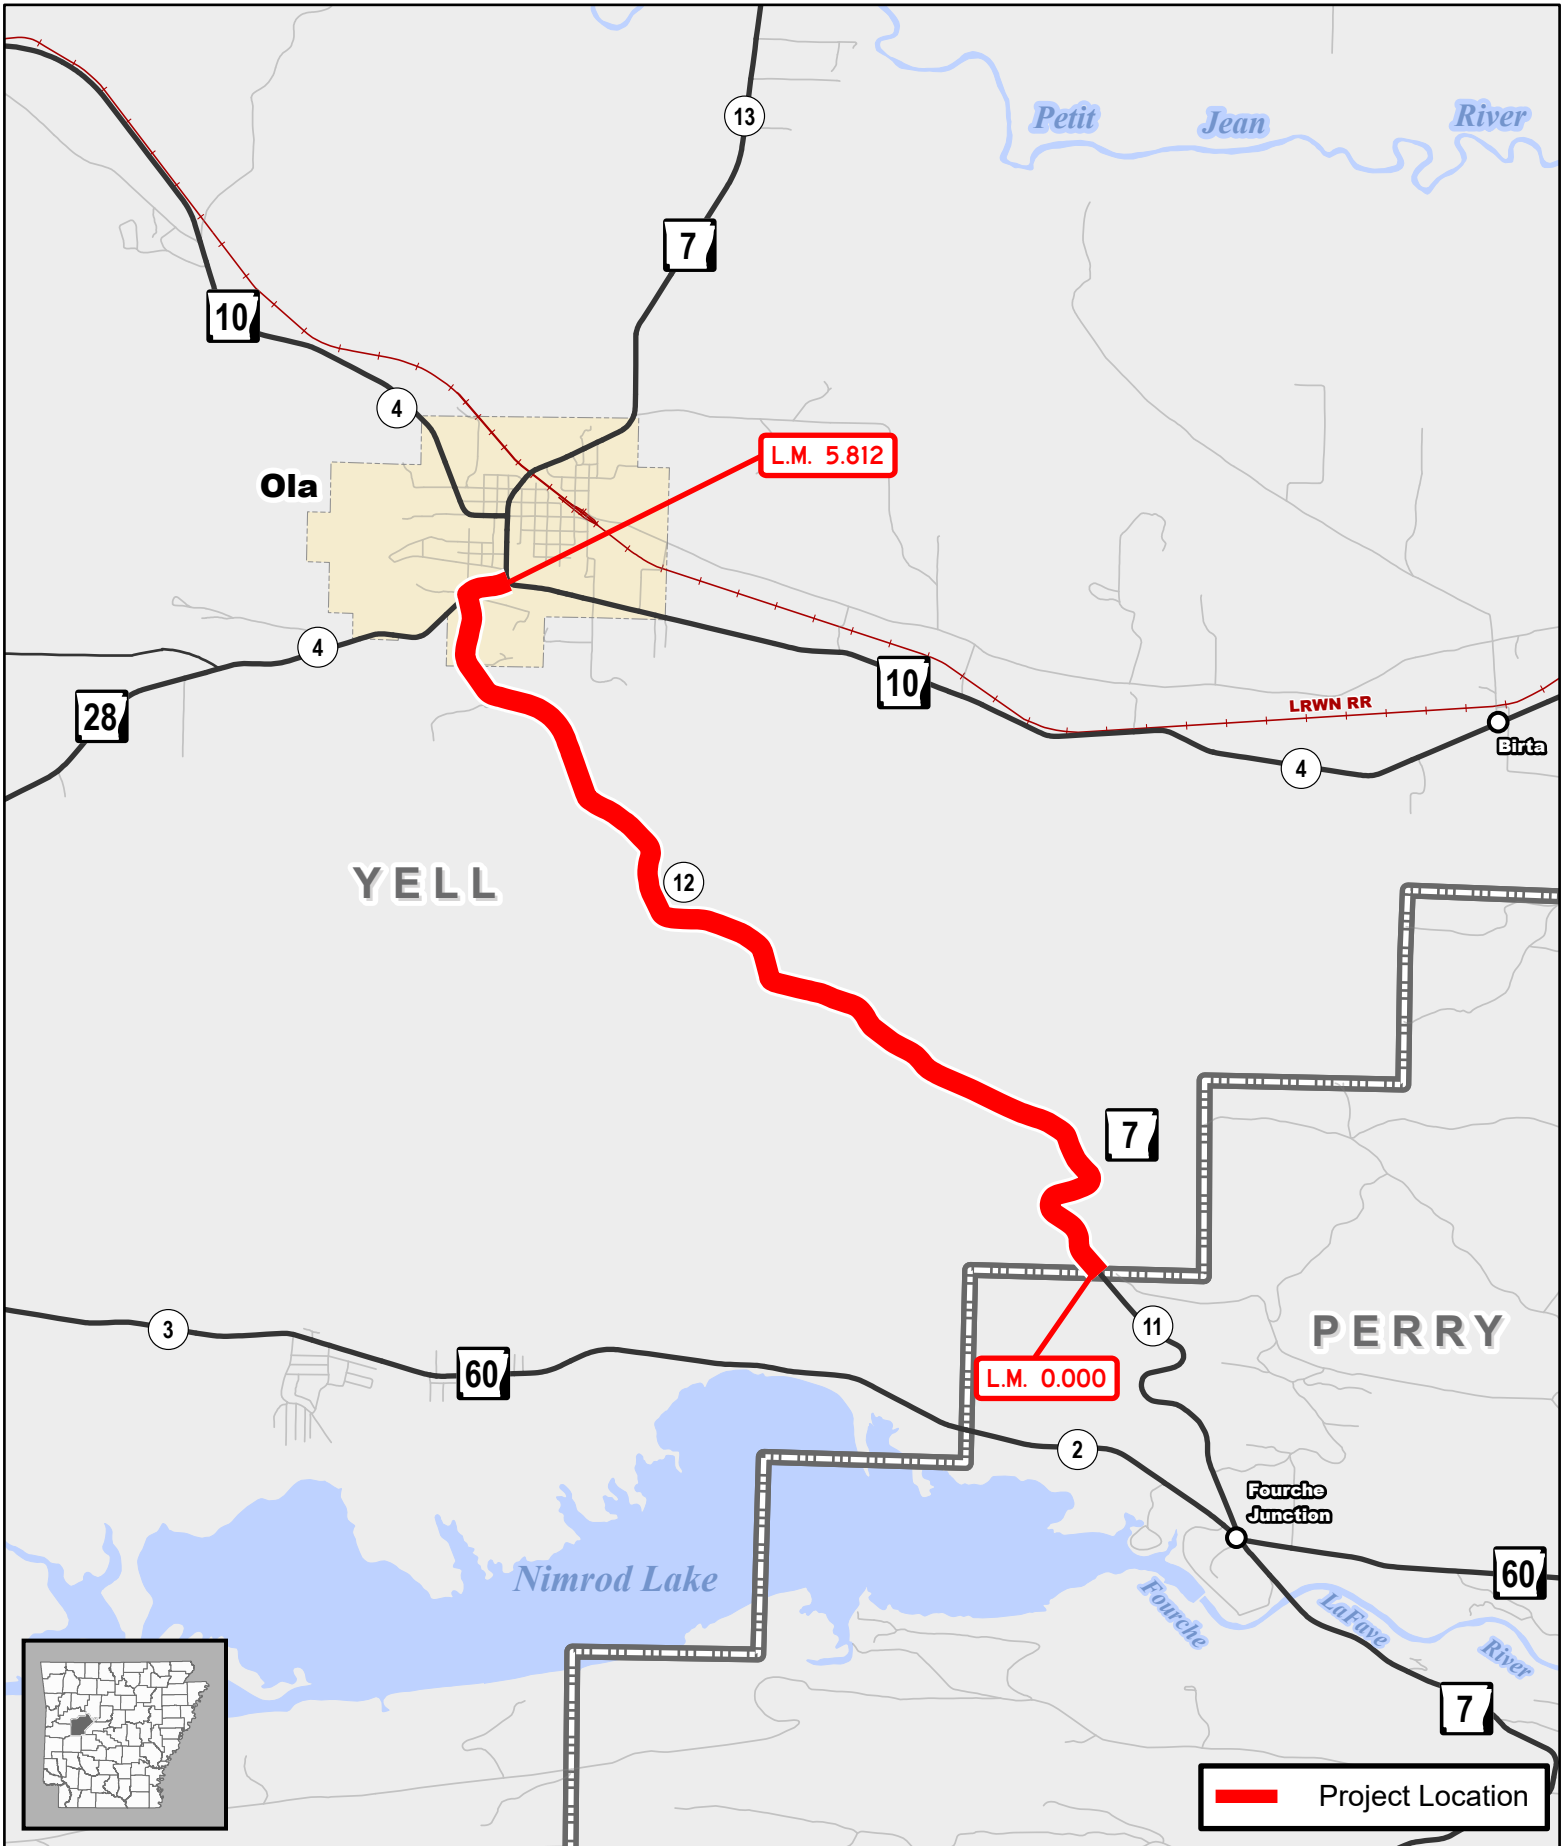 Petit Jean River
13
7
10
4
L.M. 5.812
Ola
4
10
28
LRWN RR
Birta
4
YELL
12
7
PERRY
11
3
60
L.M. 0.000
2
Fourche
Junction
Nimrod Lake
60
Fourche LaFave River
7
Project Location